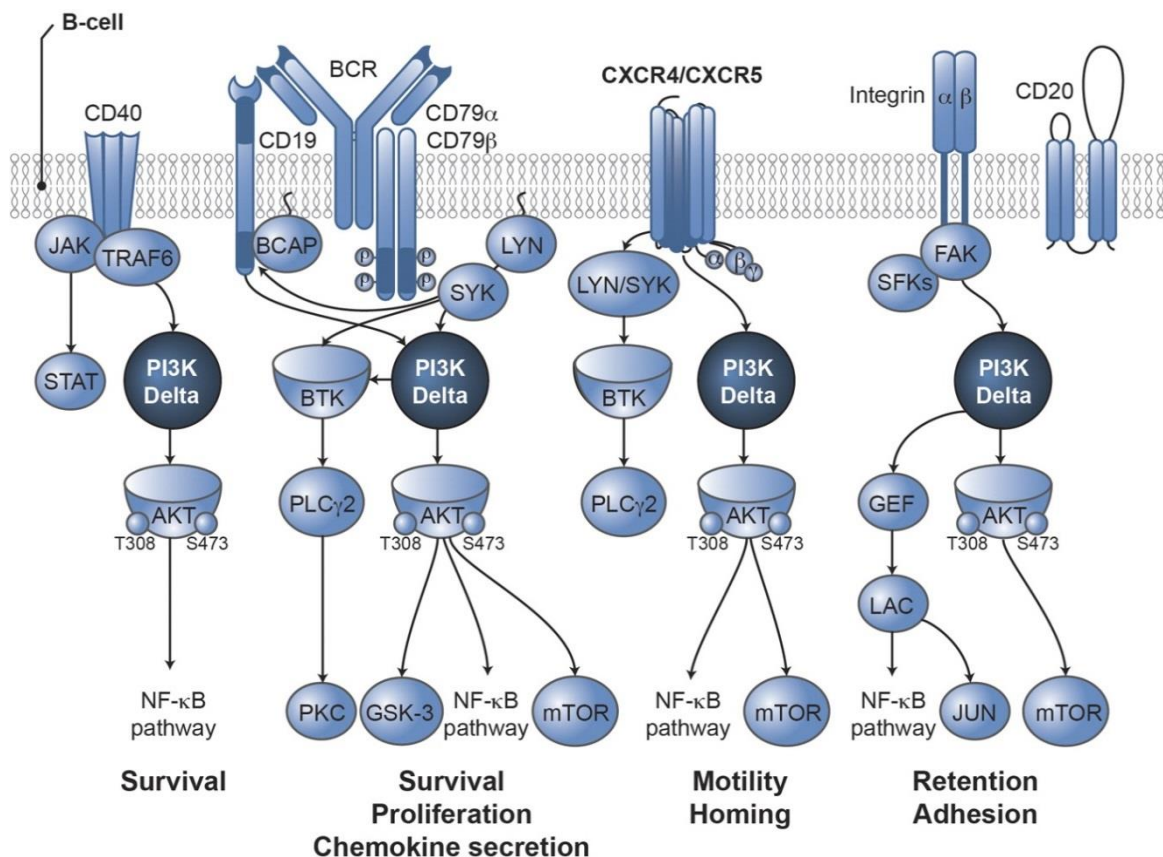 B-cell
CD40
BCR
CD19
CD79α
CD79β
CXCR4/CXCR5
Integrin
α β
CD20
JAK
TRAF6
BCAP
P P
P P
LYN
SYK
LYN/SYK
α β γ
SFKs
FAK
STAT
PI3K
Delta
BTK
PI3K
Delta
BTK
PI3K
Delta
PI3K
Delta
AKT
T308 S473
PLCγ2
AKT
T308 S473
PLCγ2
AKT
T308 S473
GEF
AKT
T308 S473
LAC
NF-κB
pathway
PKC
GSK-3
NF-κB
pathway
mTOR
NF-κB
pathway
mTOR
NF-κB
pathway
JUN
mTOR
Survival
Survival
Proliferation
Chemokine secretion
Motility
Homing
Retention
Adhesion